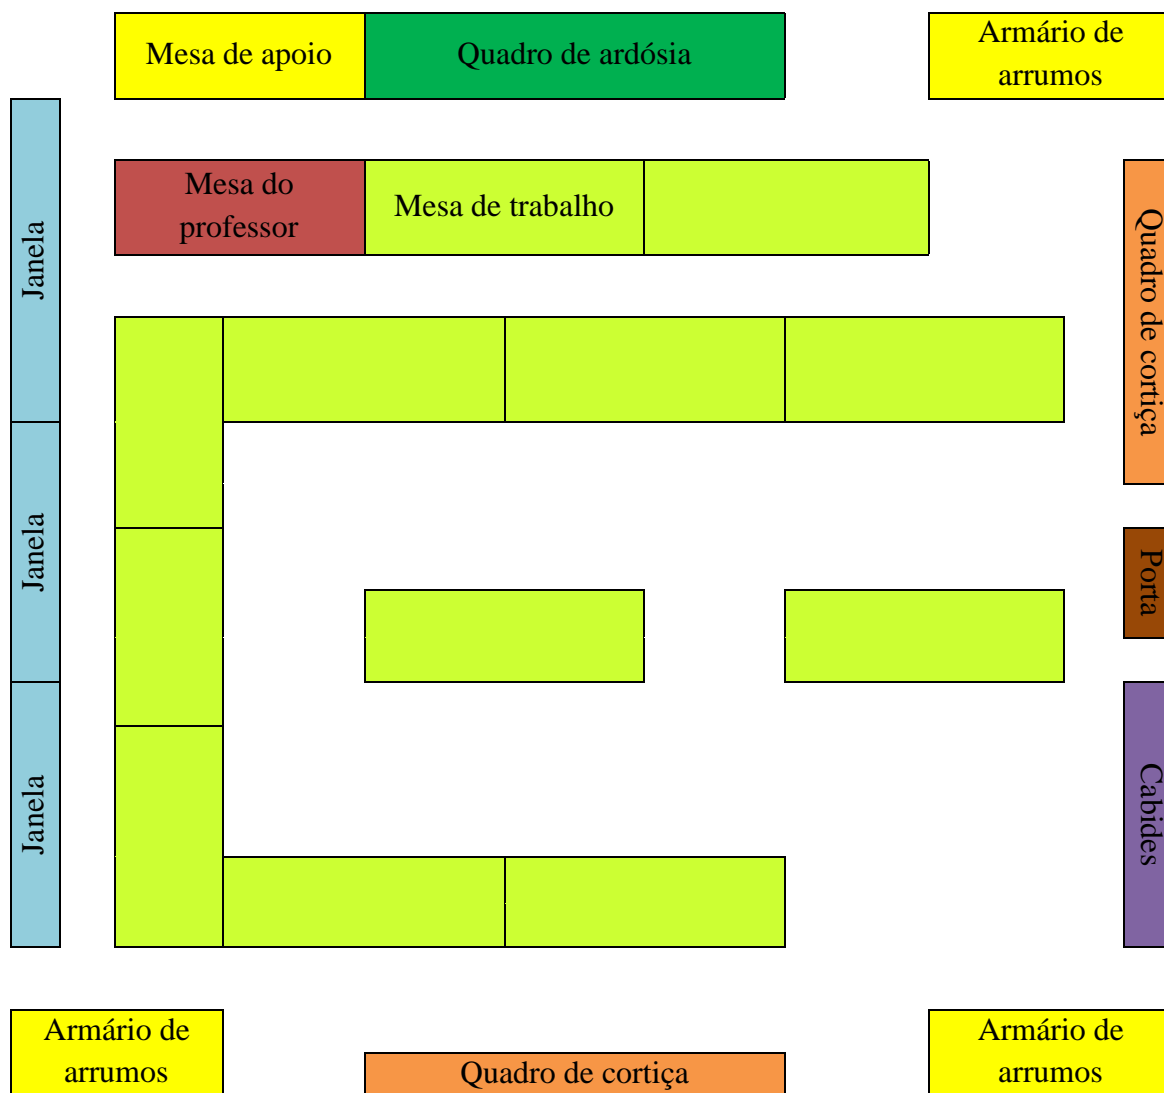 Mesa de apoio
Quadro de ardósia
Armário de
arrumos
Mesa do
professor
Mesa de trabalho
Janela
Quadro de cortiça
Janela
Porta
Janela
Cabides
Armário de
arrumos
Quadro de cortiça
Armário de
arrumos